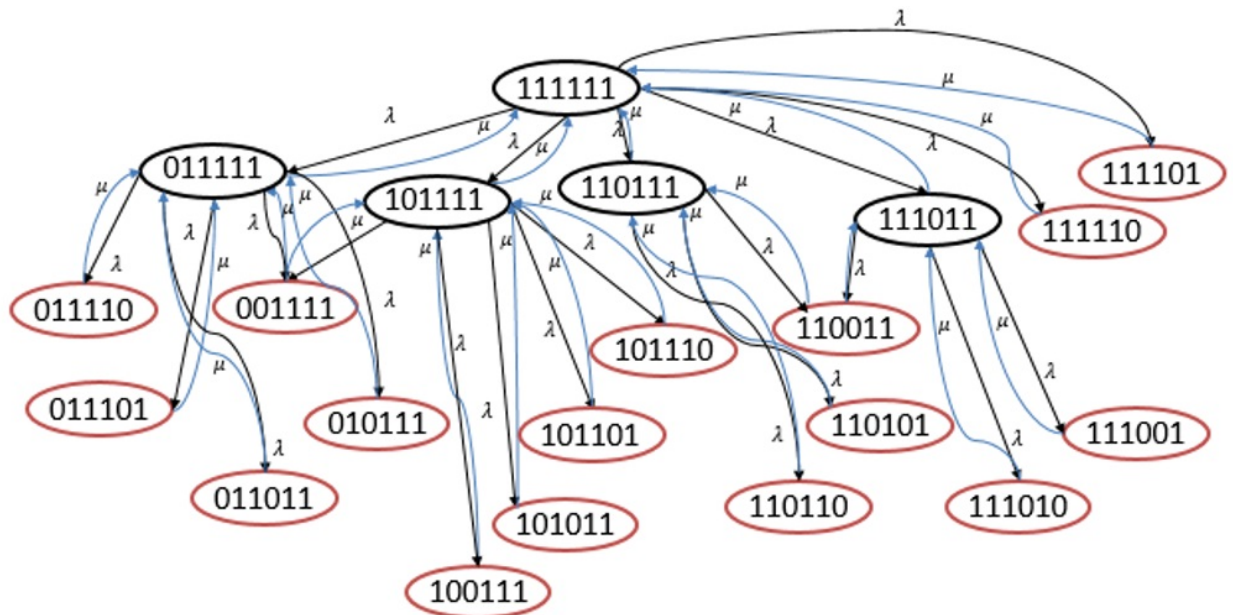 λ
111111
μ
λ
μ
λ
μ
λ
μ
μ
λ
μ
λ
011111
101111
110111
111011
111101
111110
μ
λ
μ
λ
μ
μ
μ
μ
λ
μ
μ
λ
μ
μ
μ
λ
λ
λ
λ
011110
001111
λ
λ
λ
101110
110011
μ
μ
μ
λ
λ
011101
010111
λ
101101
λ
110101
λ
λ
111001
λ
011011
101011
110110
111010
100111